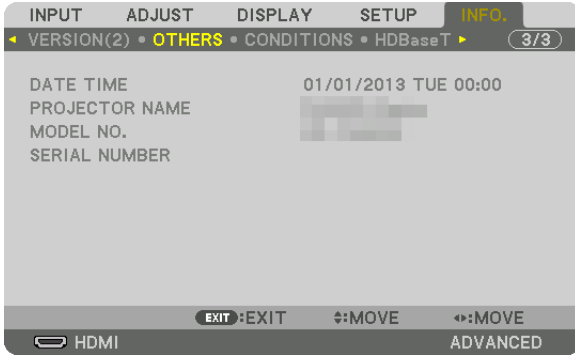 INPUT ADJUST DISPLAY SETUP INFO.
VERSION(2) • OTHERS • CONDITIONS • HDBaseT 3/3
DATE TIME 01/01/2013 TUE 00:00
PROJECTOR NAME
MODEL NO.
SERIAL NUMBER
EXIT :EXIT :MOVE :MOVE
HDMI ADVANCED